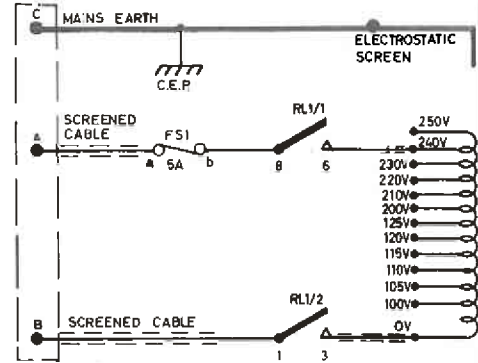 C
MAINS EARTH
ELECTROSTATIC
SCREEN
C.E.P.
RL1/1
SCREENED
CABLE
FS1
A
a 5A b
8 6
250V
240V
230V
220V
210V
200V
125V
120V
115V
110V
105V
100V
0V
RL1/2
B
SCREENED CABLE
1 3